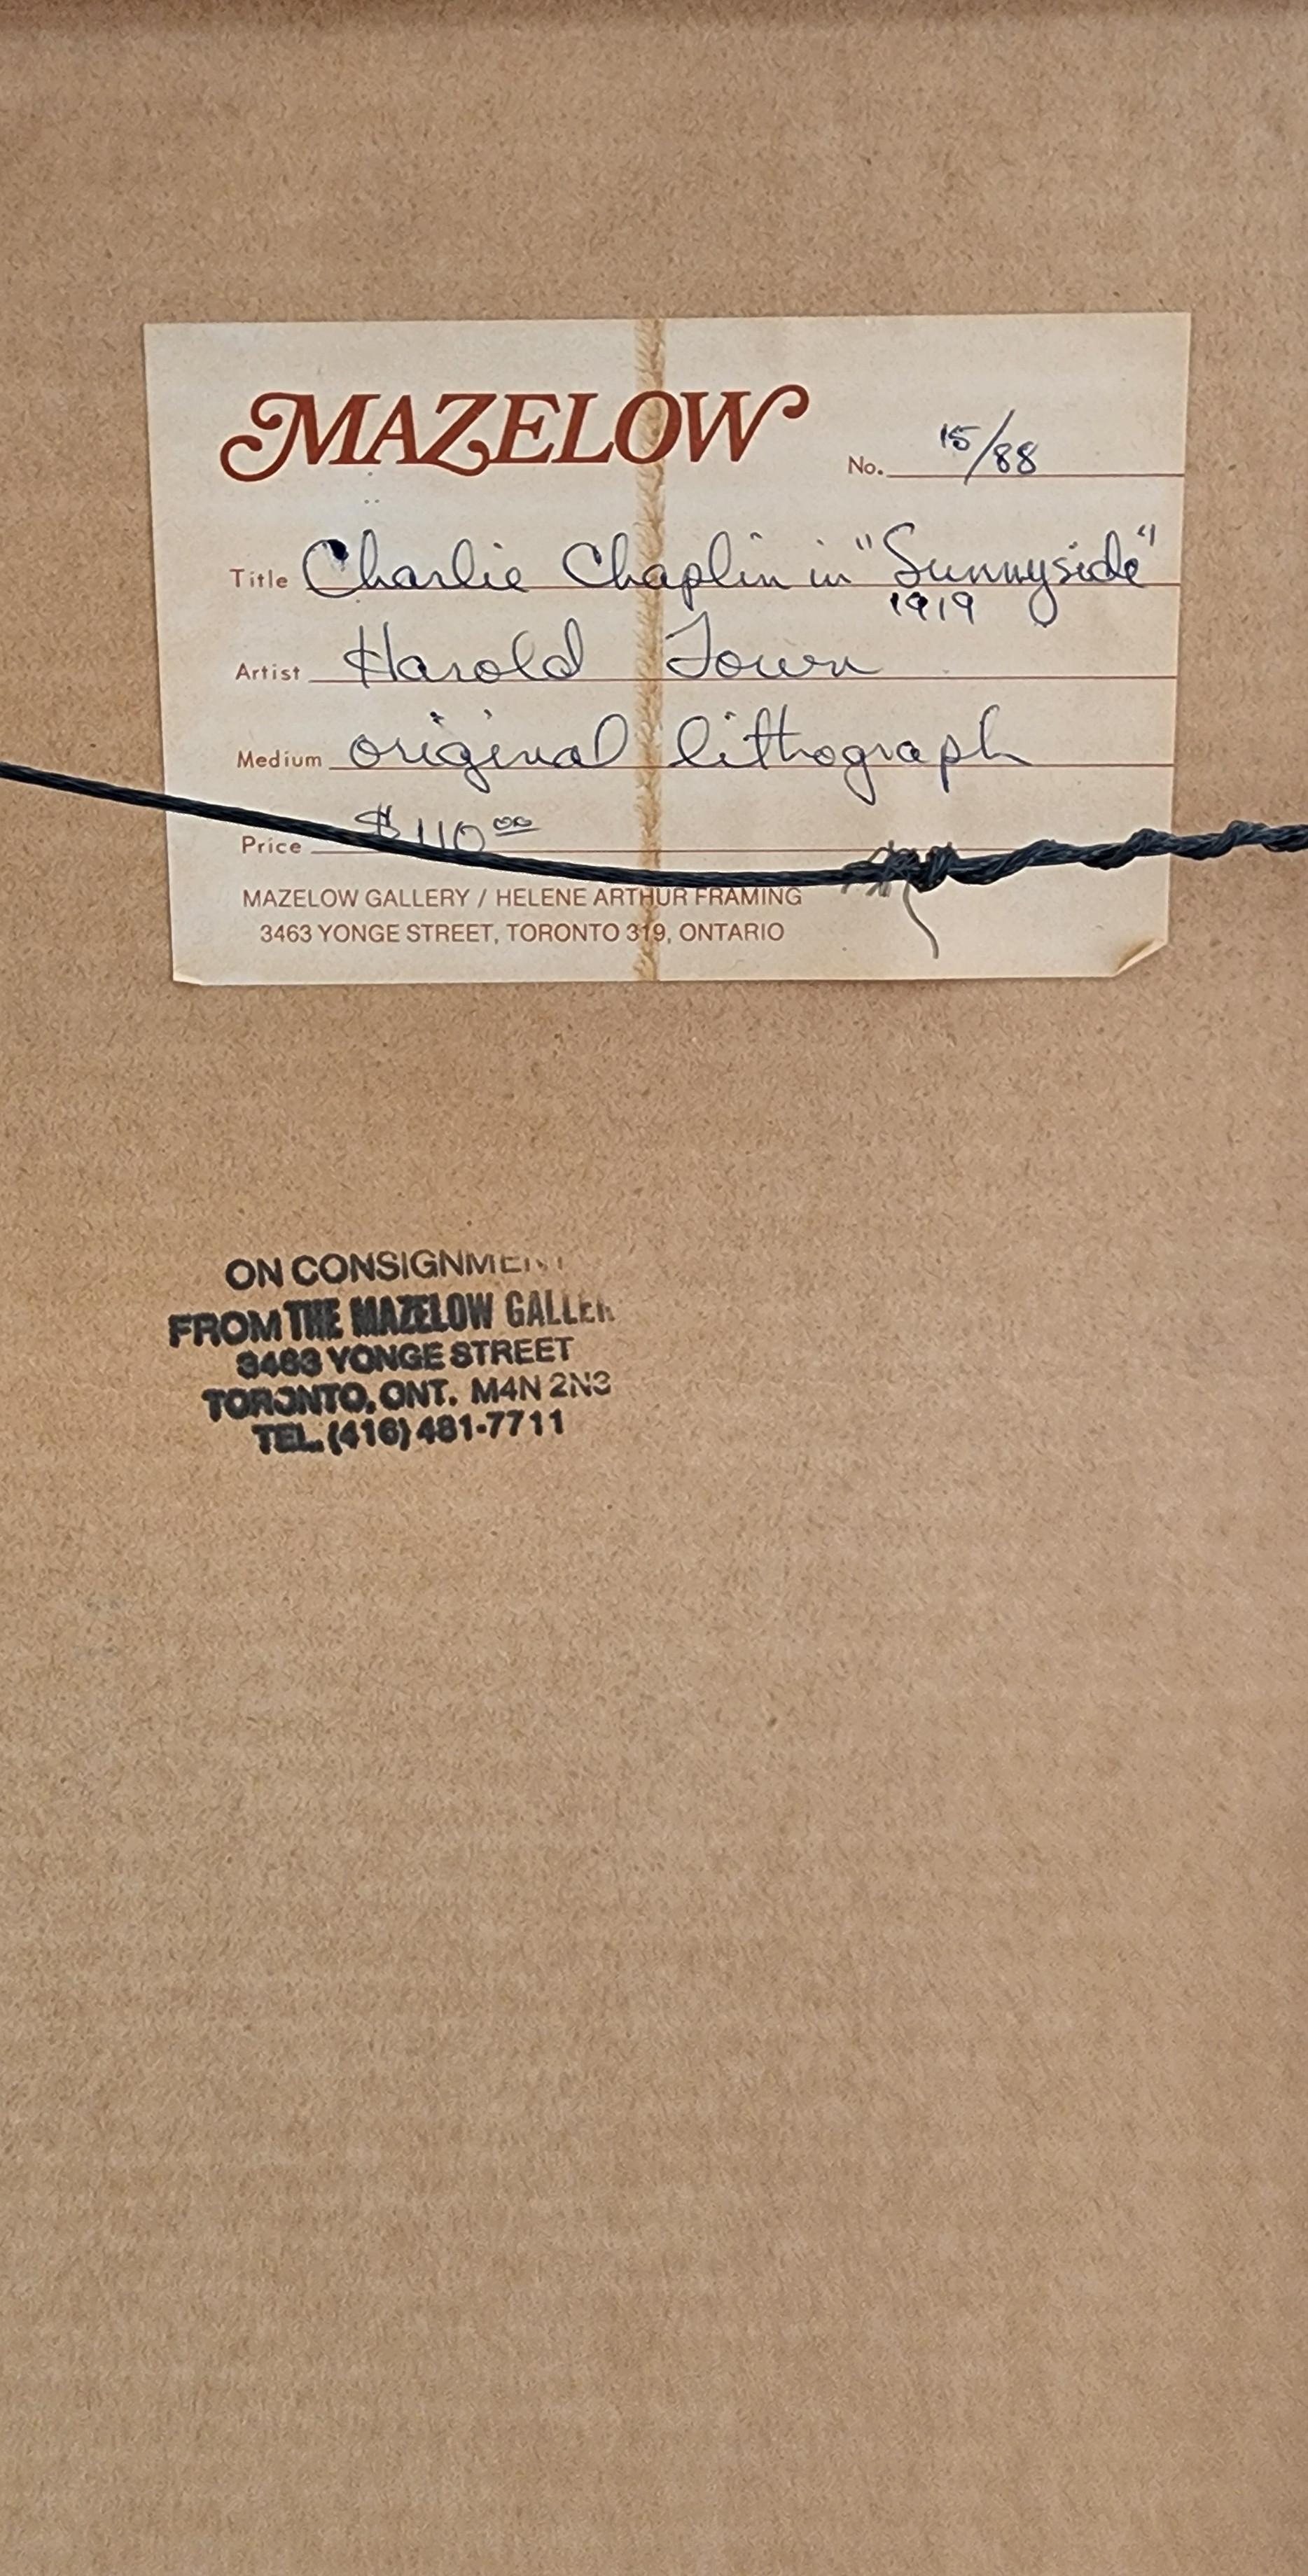 MAZELOW
No. 15/88
Title Charlie Chaplin in "Sunnyside"
1919
Artist Harold Town
Medium original lithograph
Price $110.00
MAZELOW GALLERY / HELENE ARTHUR FRAMING
3463 YONGE STREET, TORONTO 319, ONTARIO
ON CONSIGNMENT
FROM THE MAZELOW GALLER
3463 YONGE STREET
TORONTO, ONT. M4N 2N3
TEL. (416) 481-7711